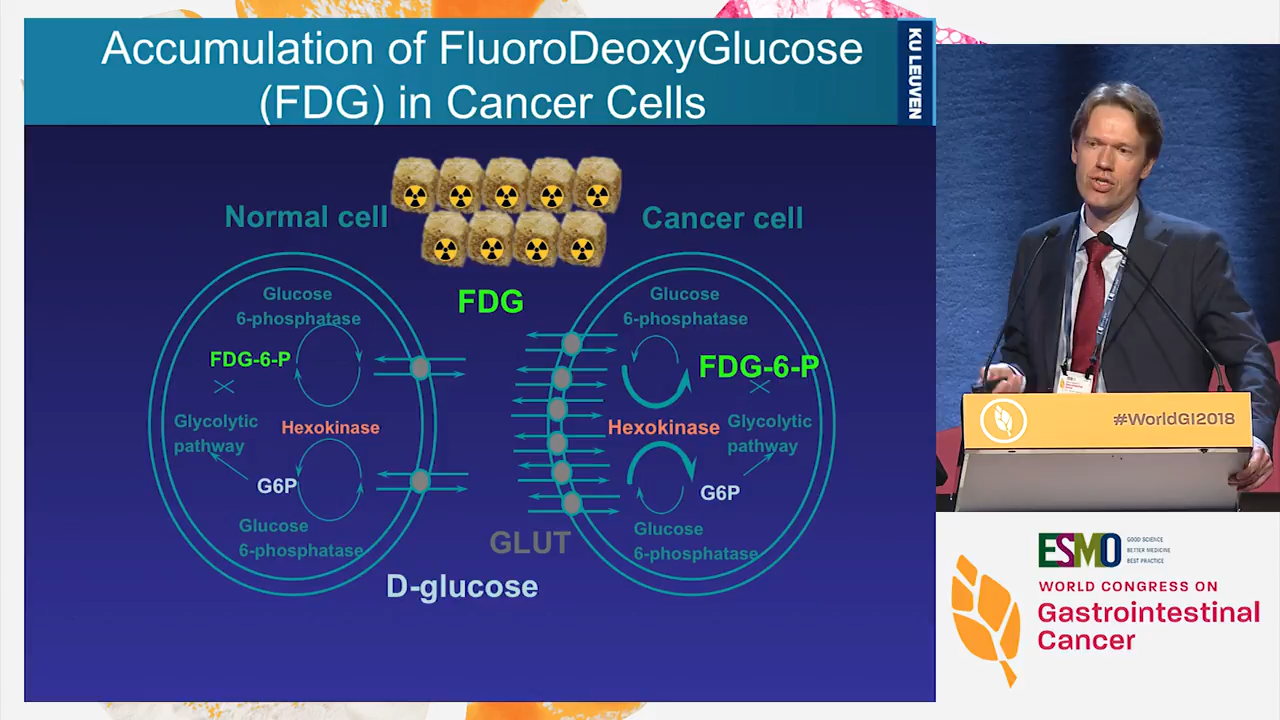 Accumulation of FluoroDeoxyGlucose
(FDG) in Cancer Cells
KU LEUVEN
Normal cell
Cancer cell
FDG
Glucose
6-phosphatase
FDG-6-P
Glycolytic
pathway
Hexokinase
G6P
Glucose
6-phosphatase
Glucose
6-phosphatase
FDG-6-P
Hexokinase
Glycolytic
pathway
G6P
Glucose
6-phosphatase
GLUT
D-glucose
#WorldGI2018
ESMO
GOOD SCIENCE
BETTER MEDICINE
BEST PRACTICE
WORLD CONGRESS ON
Gastrointestinal
Cancer